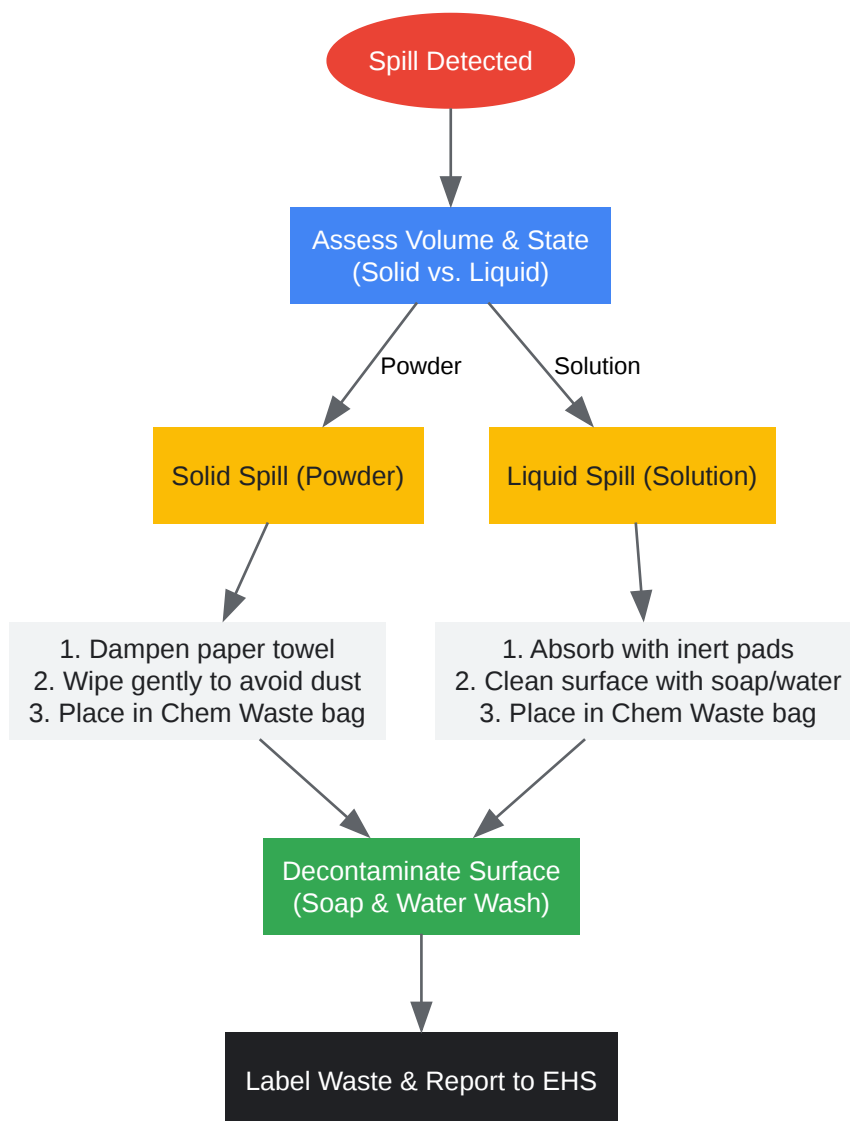 Spill Detected
Assess Volume & State
(Solid vs. Liquid)
Powder
Solution
Solid Spill (Powder)
Liquid Spill (Solution)
1. Dampen paper towel
2. Wipe gently to avoid dust
3. Place in Chem Waste bag
1. Absorb with inert pads
2. Clean surface with soap/water
3. Place in Chem Waste bag
Decontaminate Surface
(Soap & Water Wash)
Label Waste & Report to EHS